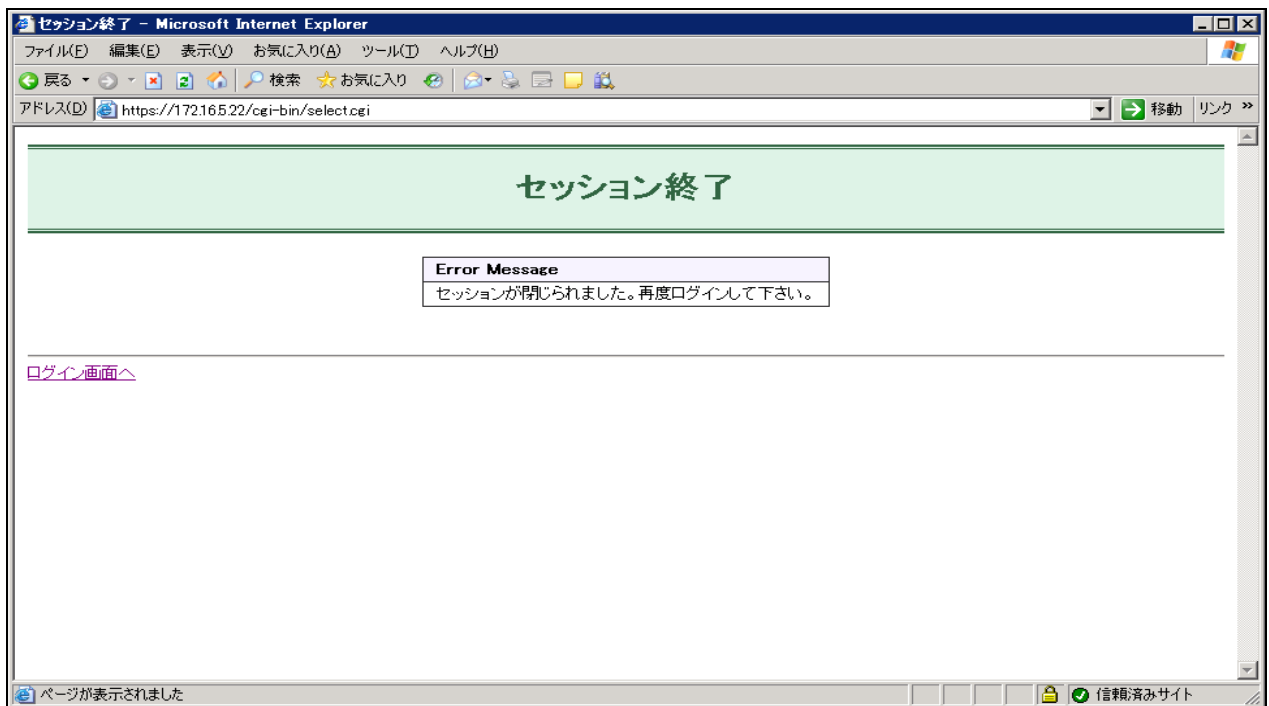 セッション終了 - Microsoft Internet Explorer
ファイル(F) 編集(E) 表示(V) お気に入り(A) ツール(T) ヘルプ(H)
戻る 検索 お気に入り
アドレス(D) https://172.16.5.22/cgi-bin/select.cgi 移動 リンク »
セッション終了
Error Message
セッションが閉じられました。再度ログインして下さい。
ログイン画面へ
ページが表示されました 信頼済みサイト